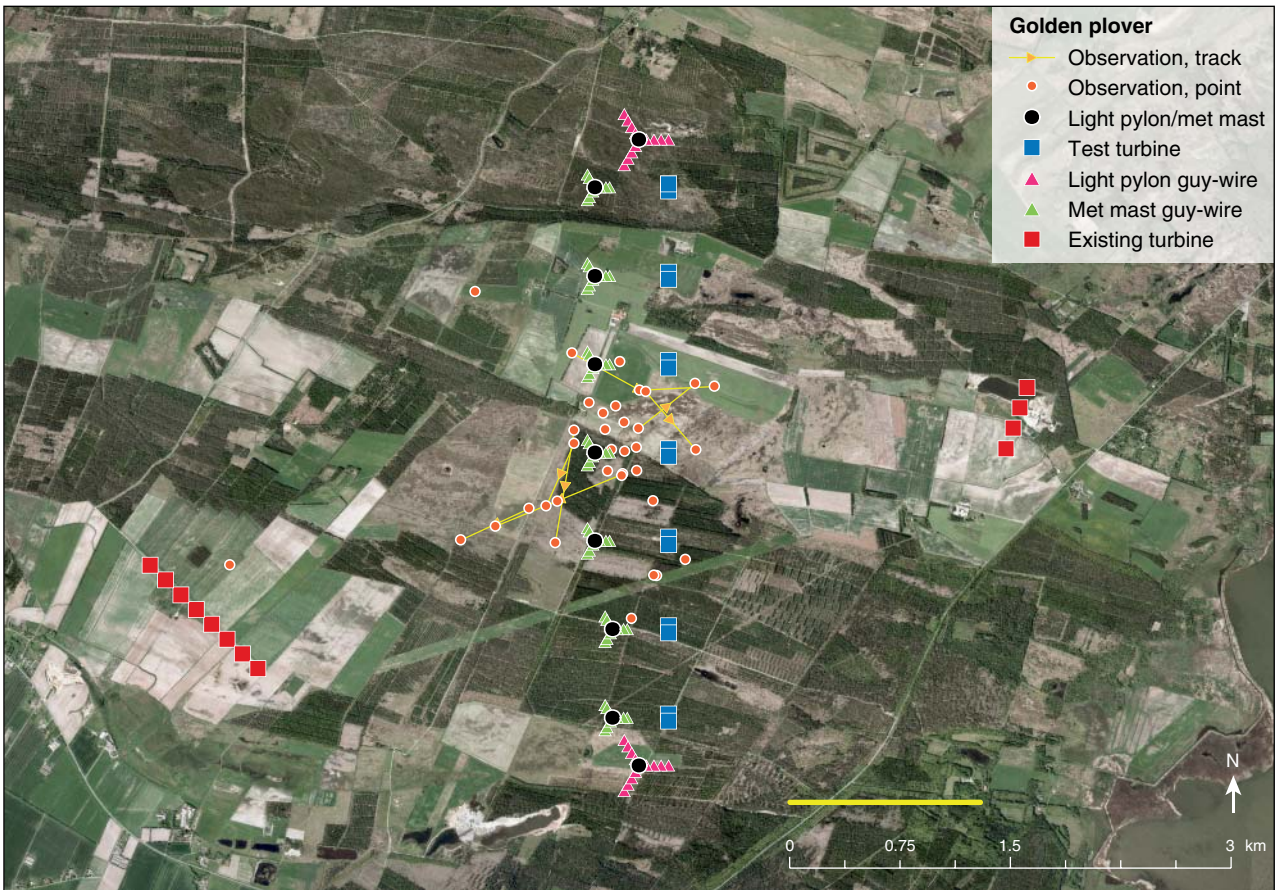 Golden plover
Observation, track
Observation, point
Light pylon/met mast
Test turbine
Light pylon guy-wire
Met mast guy-wire
Existing turbine
N
0 0.75 1.5 3 km